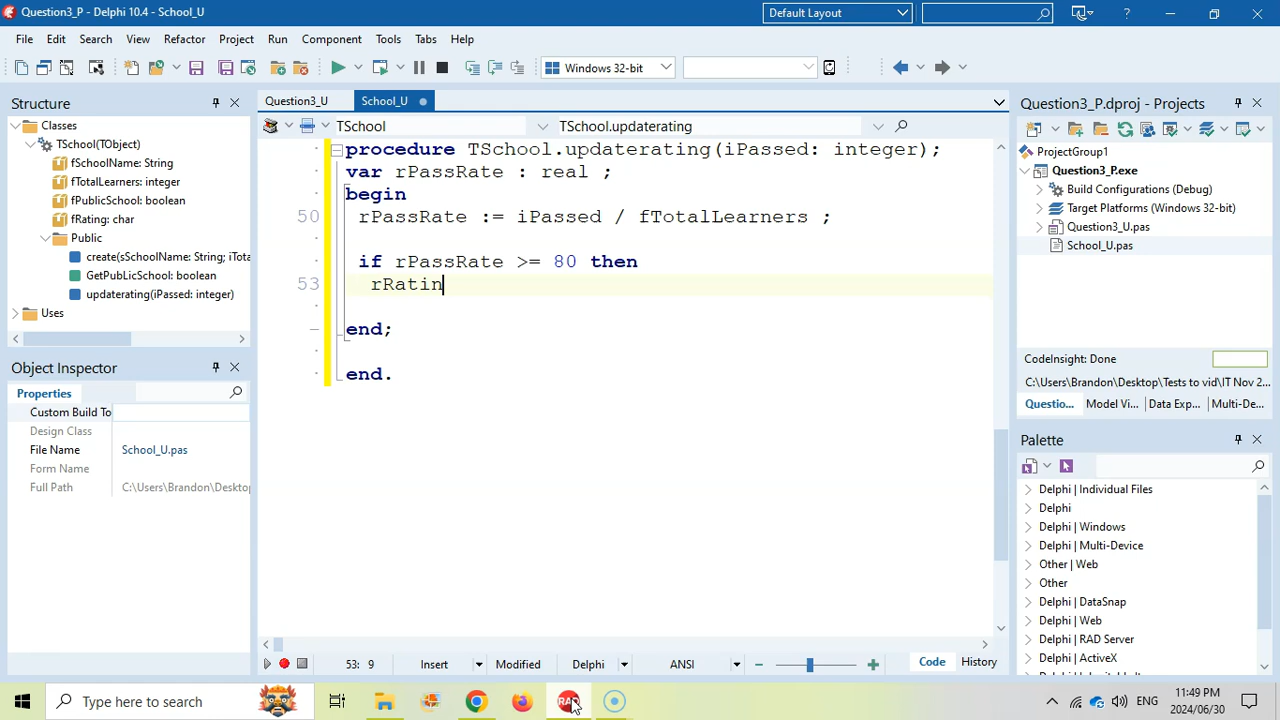 Question3_P - Delphi 10.4 - School_U
Default Layout
File Edit Search View Refactor Project Run Component Tools Tabs Help
Windows 32-bit
Structure
Classes
TSchool(TObject)
fSchoolName: String
fTotalLearners: integer
fPublicSchool: boolean
fRating: char
Public
create(sSchoolName: String; iTota
GetPubLicSchool: boolean
updaterating(iPassed: integer)
Uses
Object Inspector
Properties
Custom Build To
Design Class
File Name School_U.pas
Form Name
Full Path C:\Users\Brandon\Deskto
Question3_U School_U
TSchool TSchool.updaterating
procedure TSchool.updaterating(iPassed: integer);
var rPassRate : real ;
begin
50 rPassRate := iPassed / fTotalLearners ;
if rPassRate >= 80 then
53 rRatin
end;
end.
53: 9 Insert Modified Delphi ANSI Code History
Question3_P.dproj - Projects
ProjectGroup1
Question3_P.exe
Build Configurations (Debug)
Target Platforms (Windows 32-bit)
Question3_U.pas
School_U.pas
CodeInsight: Done
C:\Users\Brandon\Desktop\Tests to vid\IT Nov 2...
Questio... Model Vi... Data Exp... Multi-De...
Palette
Delphi | Individual Files
Delphi
Delphi | Windows
Delphi | Multi-Device
Other | Web
Other
Delphi | DataSnap
Delphi | Web
Delphi | RAD Server
Delphi | ActiveX
Delphi | WebServices
Type here to search
RAD
ENG
11:49 PM
2024/06/30